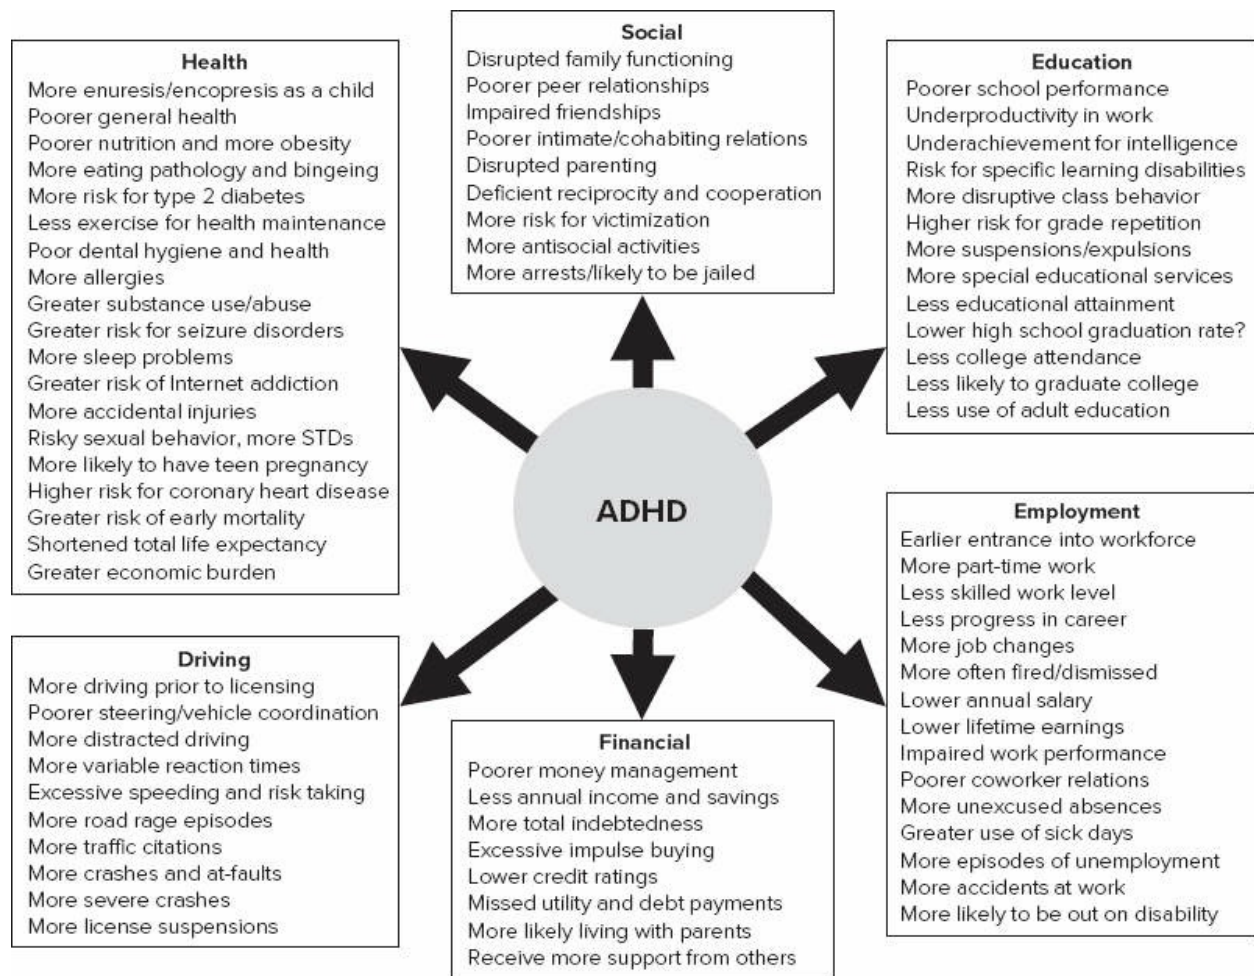 Health
More enuresis/encopresis as a child
Poorer general health
Poorer nutrition and more obesity
More eating pathology and bingeing
More risk for type 2 diabetes
Less exercise for health maintenance
Poor dental hygiene and health
More allergies
Greater substance use/abuse
Greater risk for seizure disorders
More sleep problems
Greater risk of Internet addiction
More accidental injuries
Risky sexual behavior, more STDs
More likely to have teen pregnancy
Higher risk for coronary heart disease
Greater risk of early mortality
Shortened total life expectancy
Greater economic burden
Social
Disrupted family functioning
Poorer peer relationships
Impaired friendships
Poorer intimate/cohabiting relations
Disrupted parenting
Deficient reciprocity and cooperation
More risk for victimization
More antisocial activities
More arrests/likely to be jailed
Education
Poorer school performance
Underproductivity in work
Underachievement for intelligence
Risk for specific learning disabilities
More disruptive class behavior
Higher risk for grade repetition
More suspensions/expulsions
More special educational services
Less educational attainment
Lower high school graduation rate?
Less college attendance
Less likely to graduate college
Less use of adult education
ADHD
Driving
More driving prior to licensing
Poorer steering/vehicle coordination
More distracted driving
More variable reaction times
Excessive speeding and risk taking
More road rage episodes
More traffic citations
More crashes and at-faults
More severe crashes
More license suspensions
Financial
Poorer money management
Less annual income and savings
More total indebtedness
Excessive impulse buying
Lower credit ratings
Missed utility and debt payments
More likely living with parents
Receive more support from others
Employment
Earlier entrance into workforce
More part-time work
Less skilled work level
Less progress in career
More job changes
More often fired/dismissed
Lower annual salary
Lower lifetime earnings
Impaired work performance
Poorer coworker relations
More unexcused absences
Greater use of sick days
More episodes of unemployment
More accidents at work
More likely to be out on disability